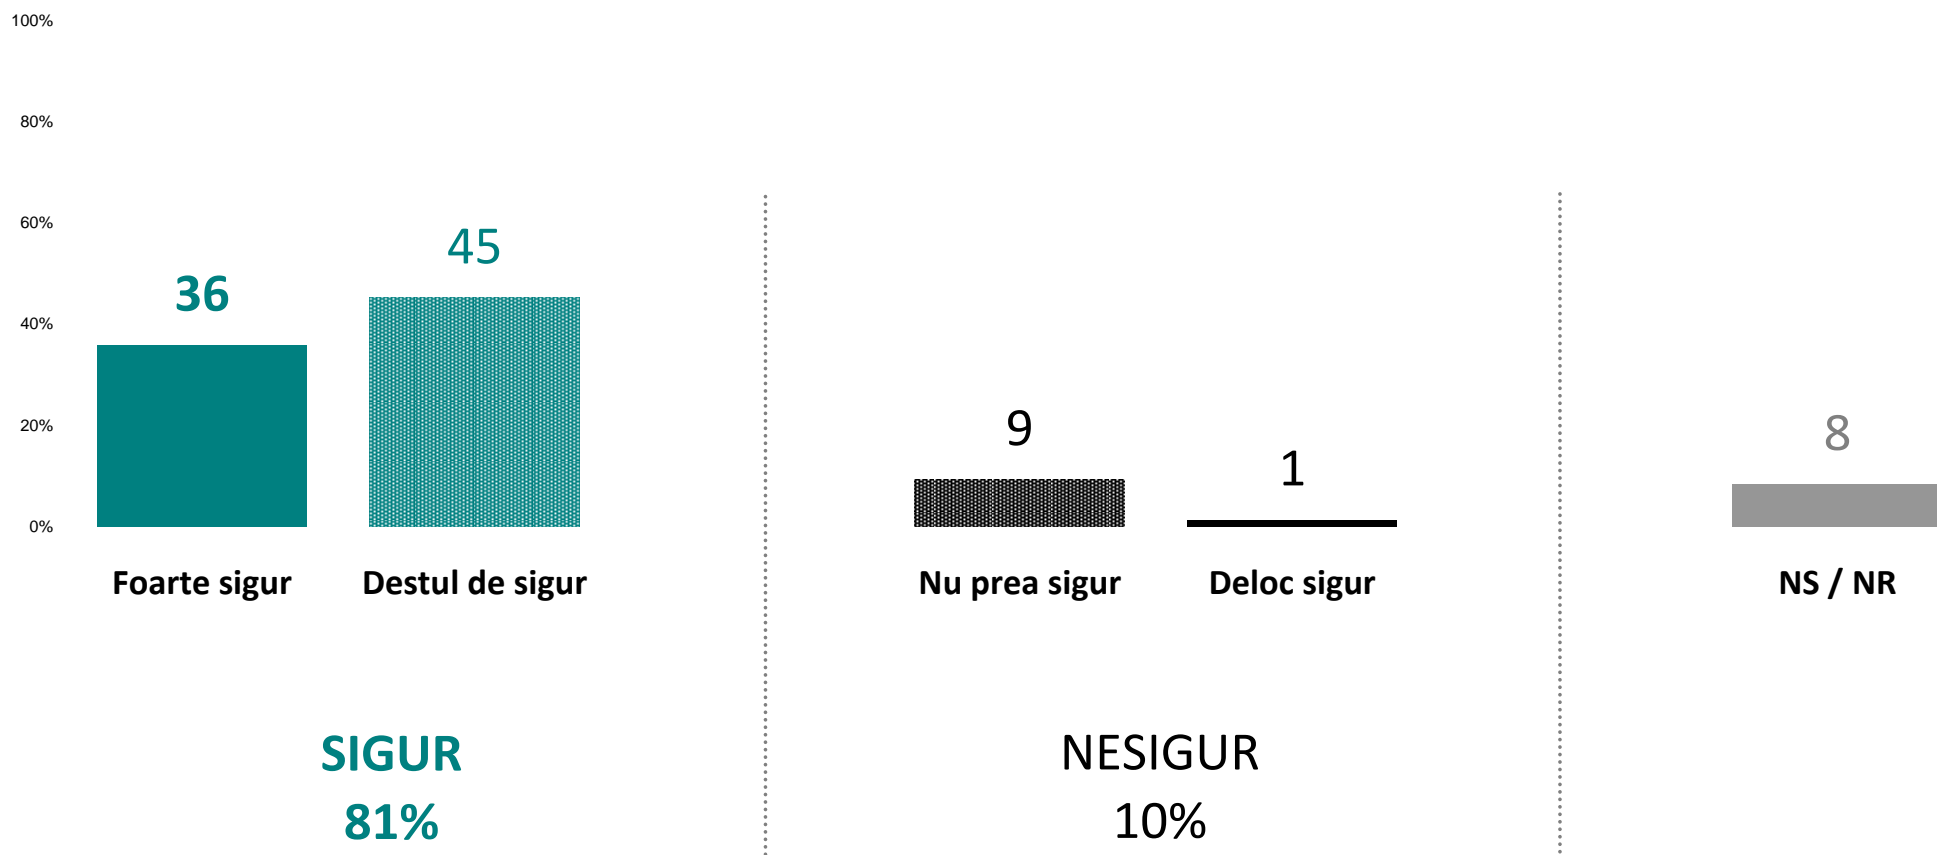 100%
80%
60%
40%
20%
0%
36
45
9
1
8
Foarte sigur
Destul de sigur
Nu prea sigur
Deloc sigur
NS / NR
SIGUR
81%
NESIGUR
10%